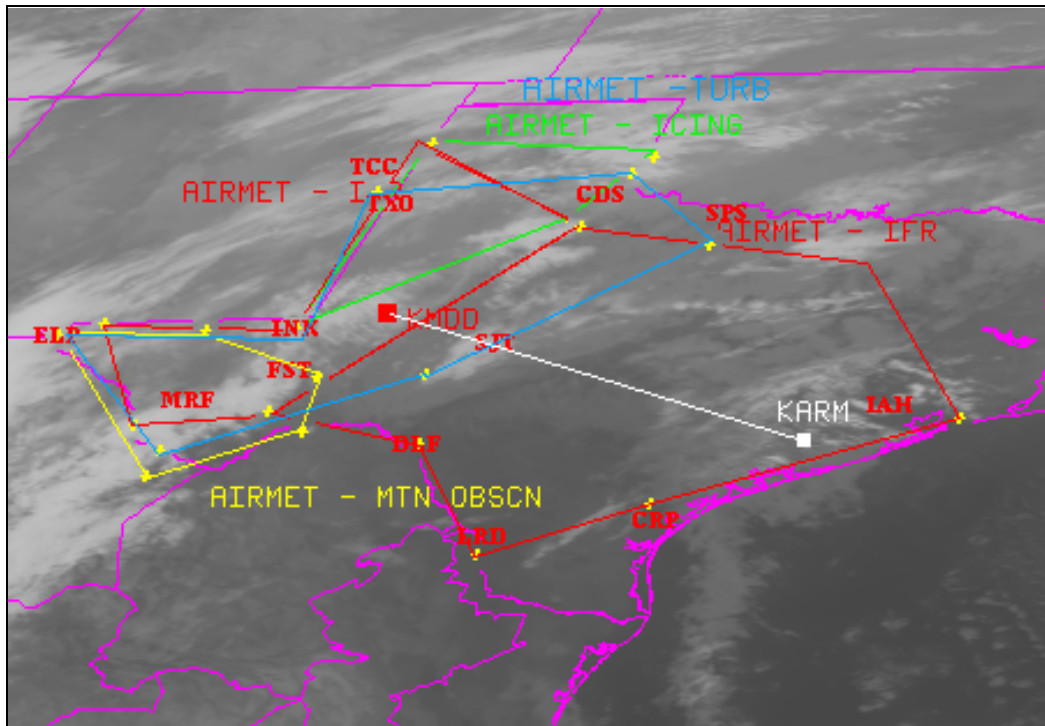 AIRMET -TURB
AIRMET - ICING
TCC
AIRMET - I
TXO
CDS
SPS
AIRMET - IFR
KMDD
INK
ELP
SJT
FST
MRF
IAH
KARM
DLF
AIRMET - MTN OBSCN
CRP
LRD